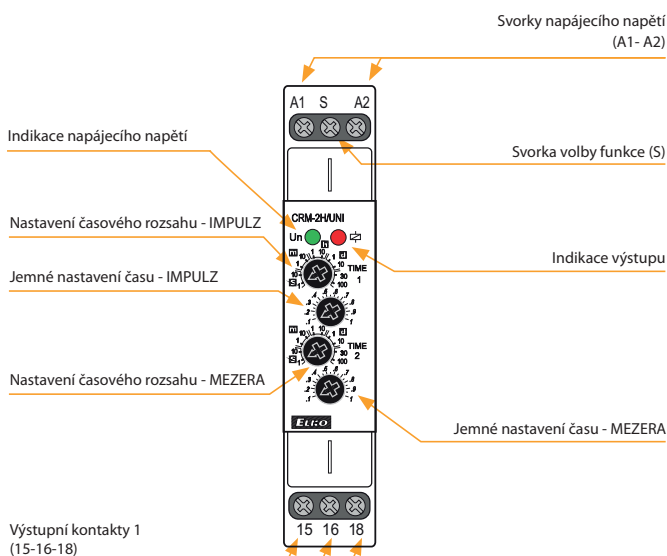 Svorky napájecího napětí
(A1- A2)
A1 S A2
Indikace napájecího napětí
Svorka volby funkce (S)
CRM-2H/UNI
Nastavení časového rozsahu - IMPULZ
Un
Indikace výstupu
TIME
1
Jemné nastavení času - IMPULZ
TIME
2
Nastavení časového rozsahu - MEZERA
Jemné nastavení času - MEZERA
15 16 18
Výstupní kontakty 1
(15-16-18)